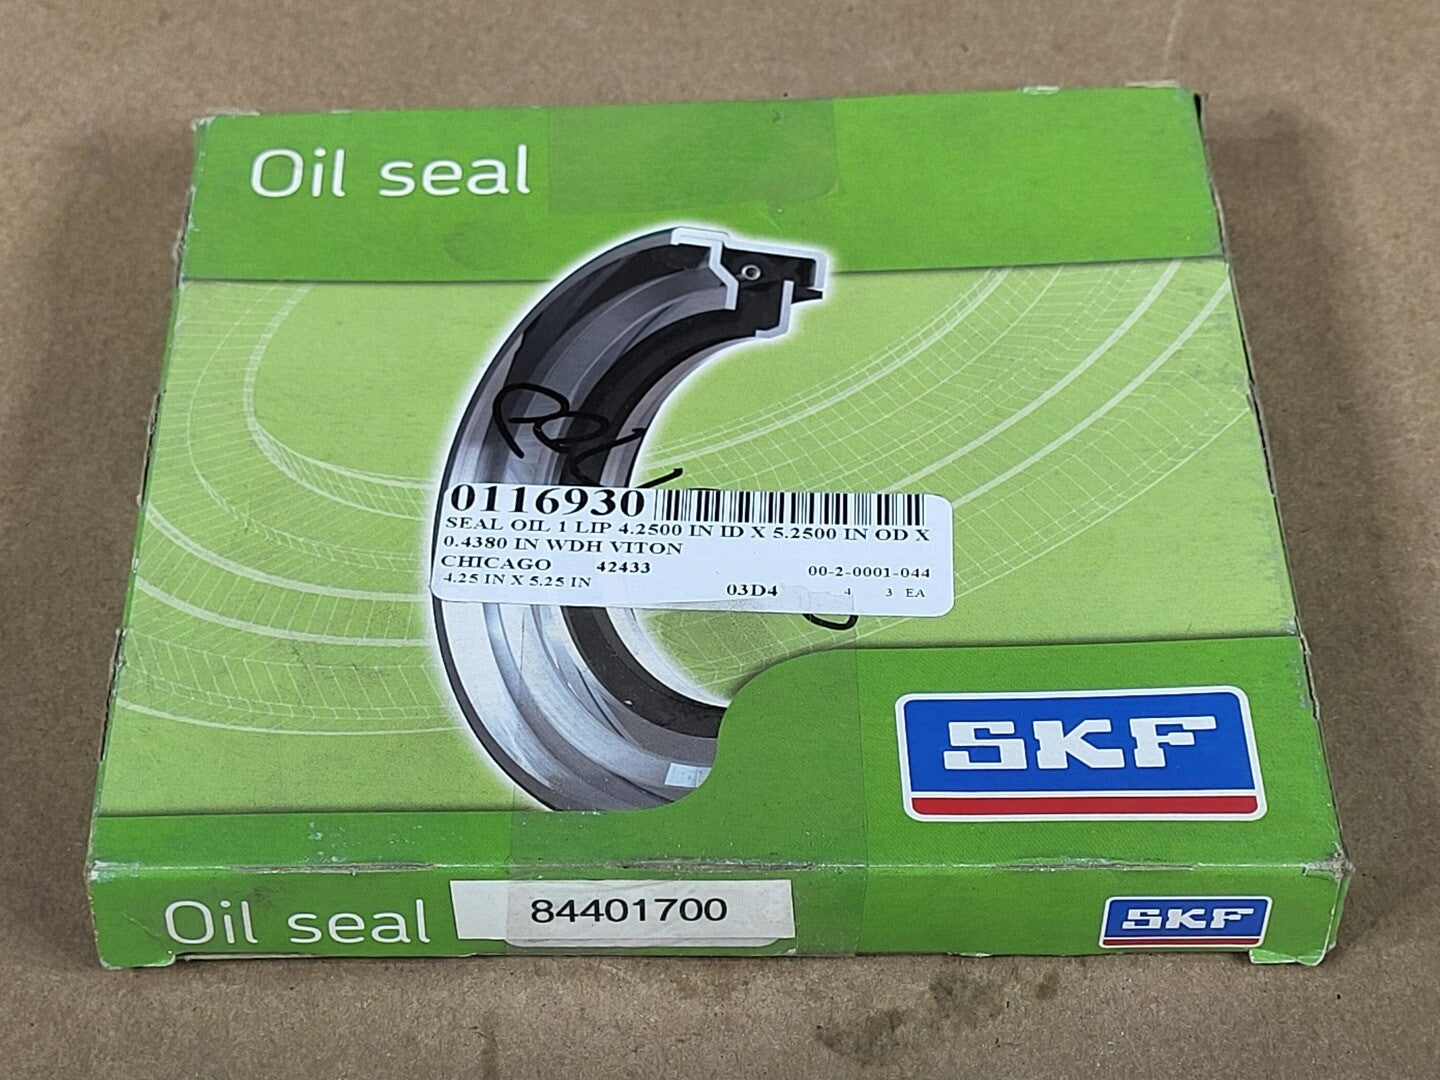 Oil seal
0116930
SEAL OIL 1 LIP 4.2500 IN ID X 5.2500 IN OD X
0.4380 IN WDH VITON
CHICAGO 42433 00-2-0001-044
4.25 IN X 5.25 IN 03D4 4 3 EA
SKF
Oil seal 84401700 SKF